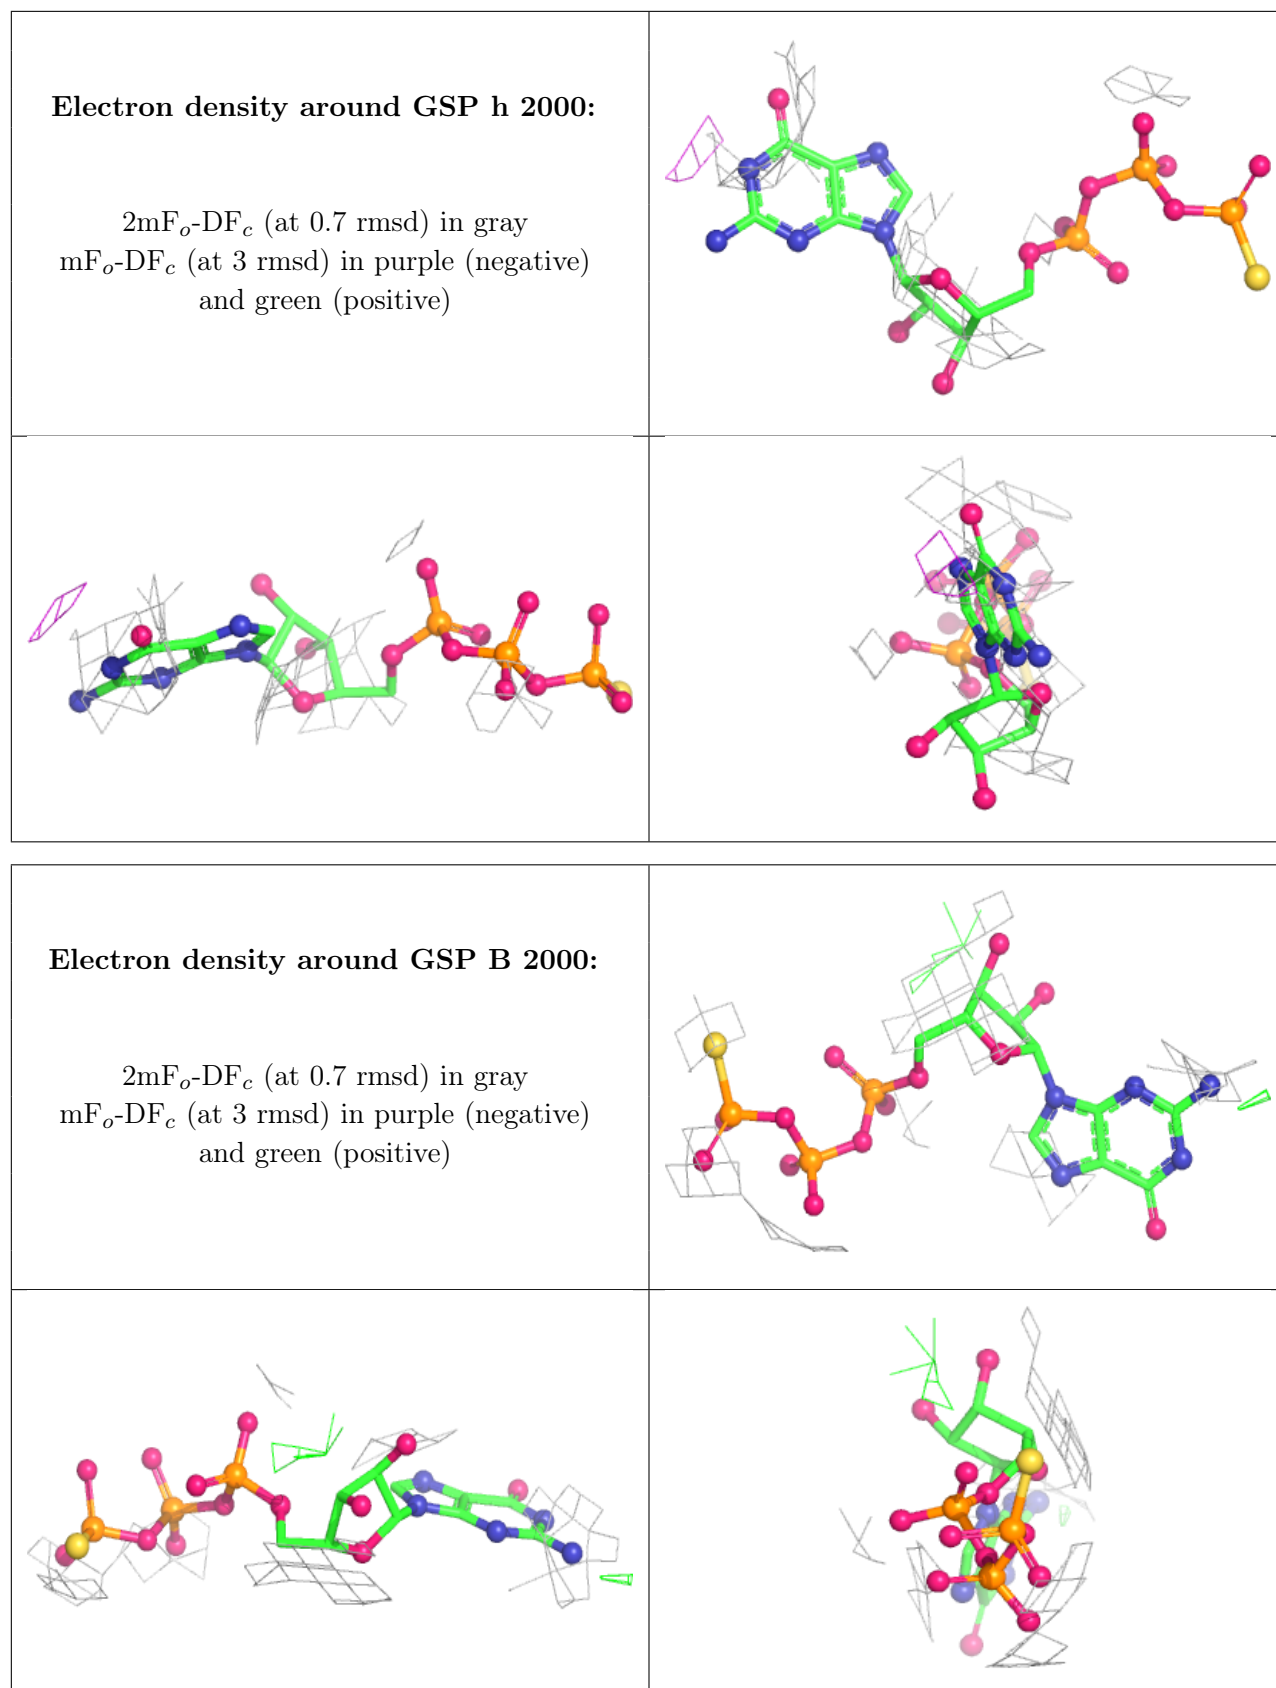 Electron density around GSP h 2000:
2mFₒ-DF𝒸 (at 0.7 rmsd) in gray
mFₒ-DF𝒸 (at 3 rmsd) in purple (negative)
and green (positive)
Electron density around GSP B 2000:
2mFₒ-DF𝒸 (at 0.7 rmsd) in gray
mFₒ-DF𝒸 (at 3 rmsd) in purple (negative)
and green (positive)